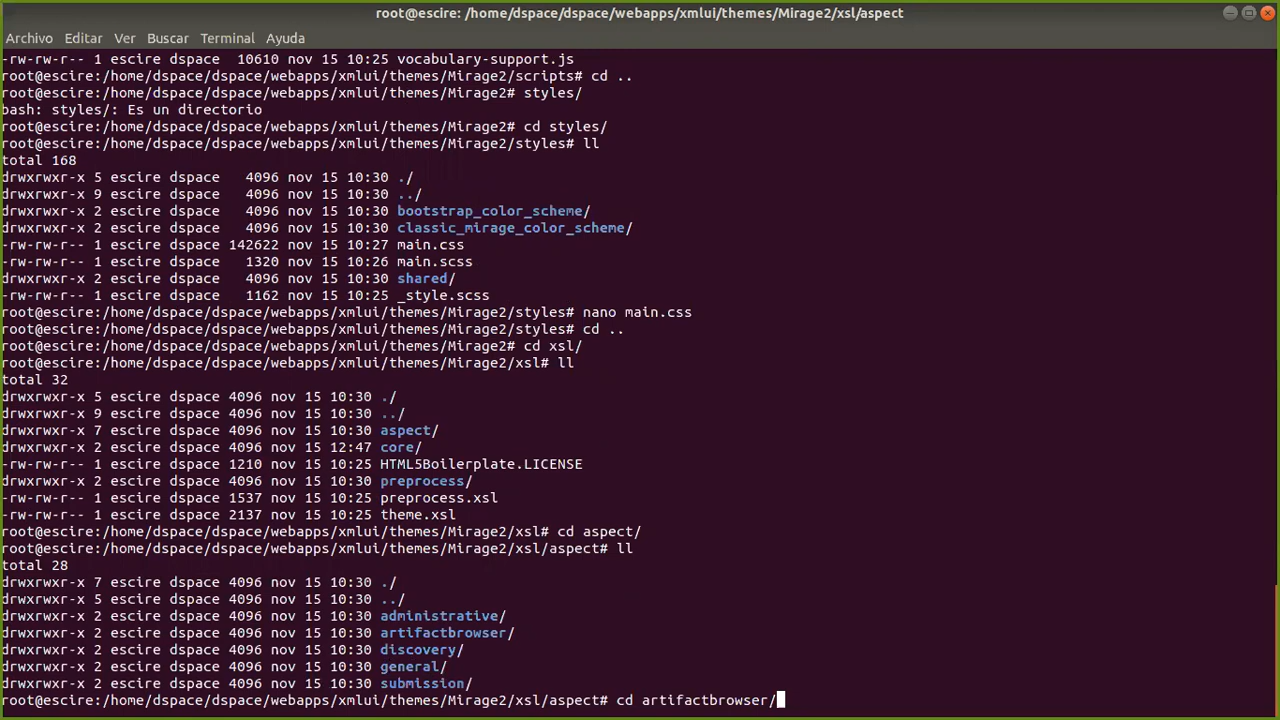 root@escire: /home/dspace/dspace/webapps/xmlui/themes/Mirage2/xsl/aspect
Archivo Editar Ver Buscar Terminal Ayuda
-rw-rw-r-- 1 escire dspace  10610 nov 15 10:25 vocabulary-support.js
root@escire:/home/dspace/dspace/webapps/xmlui/themes/Mirage2/scripts# cd ..
root@escire:/home/dspace/dspace/webapps/xmlui/themes/Mirage2# styles/
bash: styles/: Es un directorio
root@escire:/home/dspace/dspace/webapps/xmlui/themes/Mirage2# cd styles/
root@escire:/home/dspace/dspace/webapps/xmlui/themes/Mirage2/styles# ll
total 168
drwxrwxr-x 5 escire dspace   4096 nov 15 10:30 ./
drwxrwxr-x 9 escire dspace   4096 nov 15 10:30 ../
drwxrwxr-x 2 escire dspace   4096 nov 15 10:30 bootstrap_color_scheme/
drwxrwxr-x 2 escire dspace   4096 nov 15 10:30 classic_mirage_color_scheme/
-rw-rw-r-- 1 escire dspace 142622 nov 15 10:27 main.css
-rw-rw-r-- 1 escire dspace   1320 nov 15 10:26 main.scss
drwxrwxr-x 2 escire dspace   4096 nov 15 10:30 shared/
-rw-rw-r-- 1 escire dspace   1162 nov 15 10:25 _style.scss
root@escire:/home/dspace/dspace/webapps/xmlui/themes/Mirage2/styles# nano main.css
root@escire:/home/dspace/dspace/webapps/xmlui/themes/Mirage2/styles# cd ..
root@escire:/home/dspace/dspace/webapps/xmlui/themes/Mirage2# cd xsl/
root@escire:/home/dspace/dspace/webapps/xmlui/themes/Mirage2/xsl# ll
total 32
drwxrwxr-x 5 escire dspace 4096 nov 15 10:30 ./
drwxrwxr-x 9 escire dspace 4096 nov 15 10:30 ../
drwxrwxr-x 7 escire dspace 4096 nov 15 10:30 aspect/
drwxrwxr-x 2 escire dspace 4096 nov 15 12:47 core/
-rw-rw-r-- 1 escire dspace 1210 nov 15 10:25 HTML5Boilerplate.LICENSE
drwxrwxr-x 2 escire dspace 4096 nov 15 10:30 preprocess/
-rw-rw-r-- 1 escire dspace 1537 nov 15 10:25 preprocess.xsl
-rw-rw-r-- 1 escire dspace 2137 nov 15 10:25 theme.xsl
root@escire:/home/dspace/dspace/webapps/xmlui/themes/Mirage2/xsl# cd aspect/
root@escire:/home/dspace/dspace/webapps/xmlui/themes/Mirage2/xsl/aspect# ll
total 28
drwxrwxr-x 7 escire dspace 4096 nov 15 10:30 ./
drwxrwxr-x 5 escire dspace 4096 nov 15 10:30 ../
drwxrwxr-x 2 escire dspace 4096 nov 15 10:30 administrative/
drwxrwxr-x 2 escire dspace 4096 nov 15 10:30 artifactbrowser/
drwxrwxr-x 2 escire dspace 4096 nov 15 10:30 discovery/
drwxrwxr-x 2 escire dspace 4096 nov 15 10:30 general/
drwxrwxr-x 2 escire dspace 4096 nov 15 10:30 submission/
root@escire:/home/dspace/dspace/webapps/xmlui/themes/Mirage2/xsl/aspect# cd artifactbrowser/